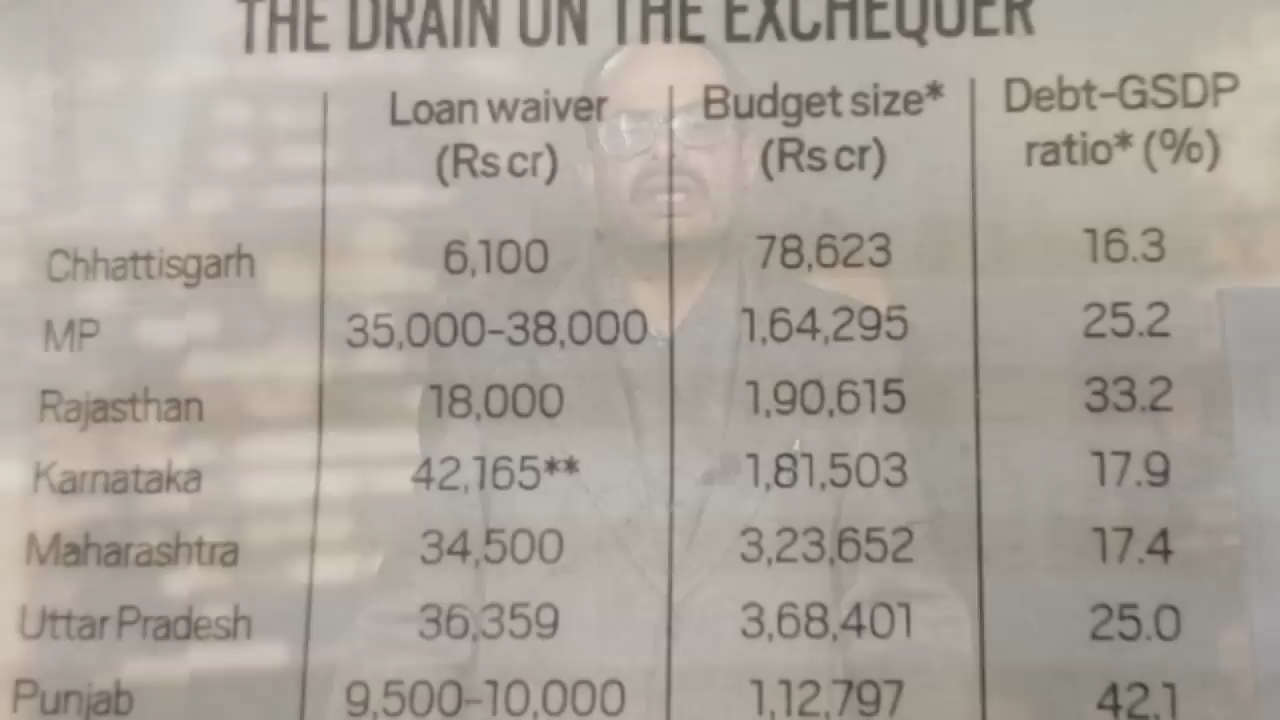 THE DRAIN ON THE EXCHEQUER
Loan waiver Budget size* Debt-GSDP
(Rs cr) (Rs cr) ratio* (%)
Chhattisgarh 6,100 78,623 16.3
MP 35,000-38,000 1,64,295 25.2
Rajasthan 18,000 1,90,615 33.2
Karnataka 42,165** 1,81,503 17.9
Maharashtra 34,500 3,23,652 17.4
Uttar Pradesh 36,359 3,68,401 25.0
Punjab 9,500-10,000 1,12,797 42.1